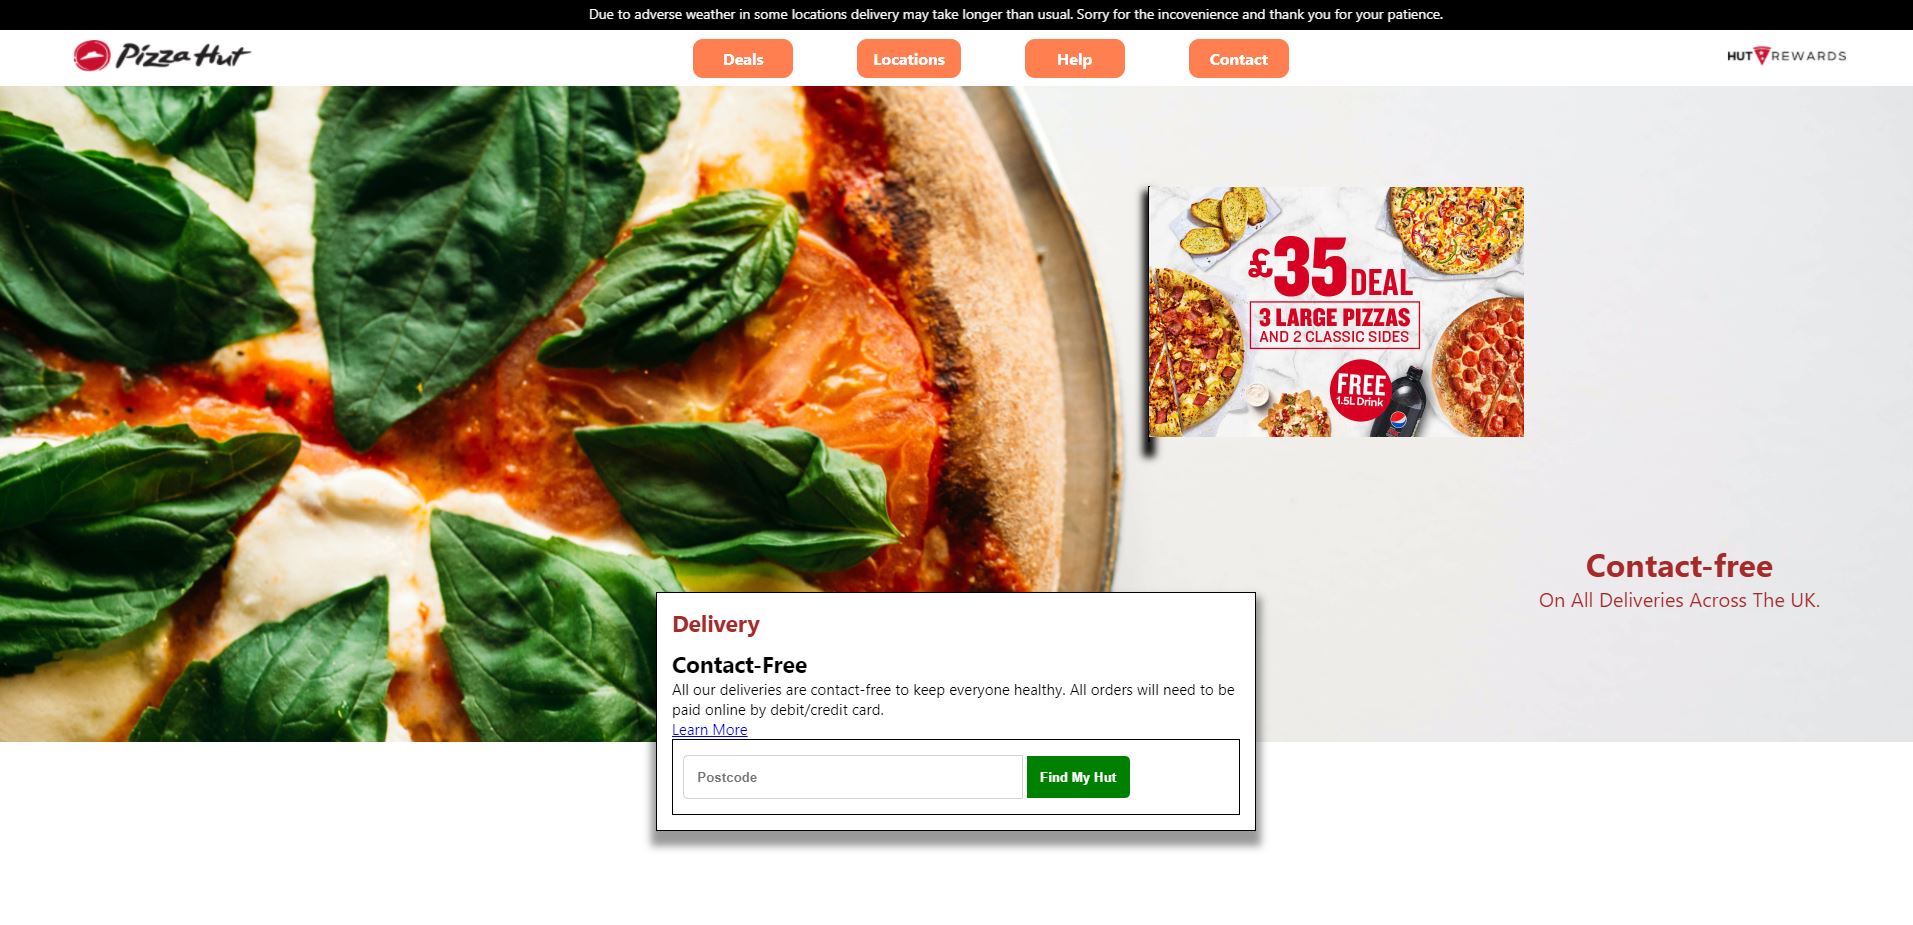 Due to adverse weather in some locations delivery may take longer than usual. Sorry for the incovenience and thank you for your patience.
Pizza Hut
Deals
Locations
Help
Contact
HUT REWARDS
£35 DEAL
3 LARGE PIZZAS
AND 2 CLASSIC SIDES
FREE
1.5L Drink
Contact-free
On All Deliveries Across The UK.
Delivery
Contact-Free
All our deliveries are contact-free to keep everyone healthy. All orders will need to be
paid online by debit/credit card.
Learn More
Postcode
Find My Hut